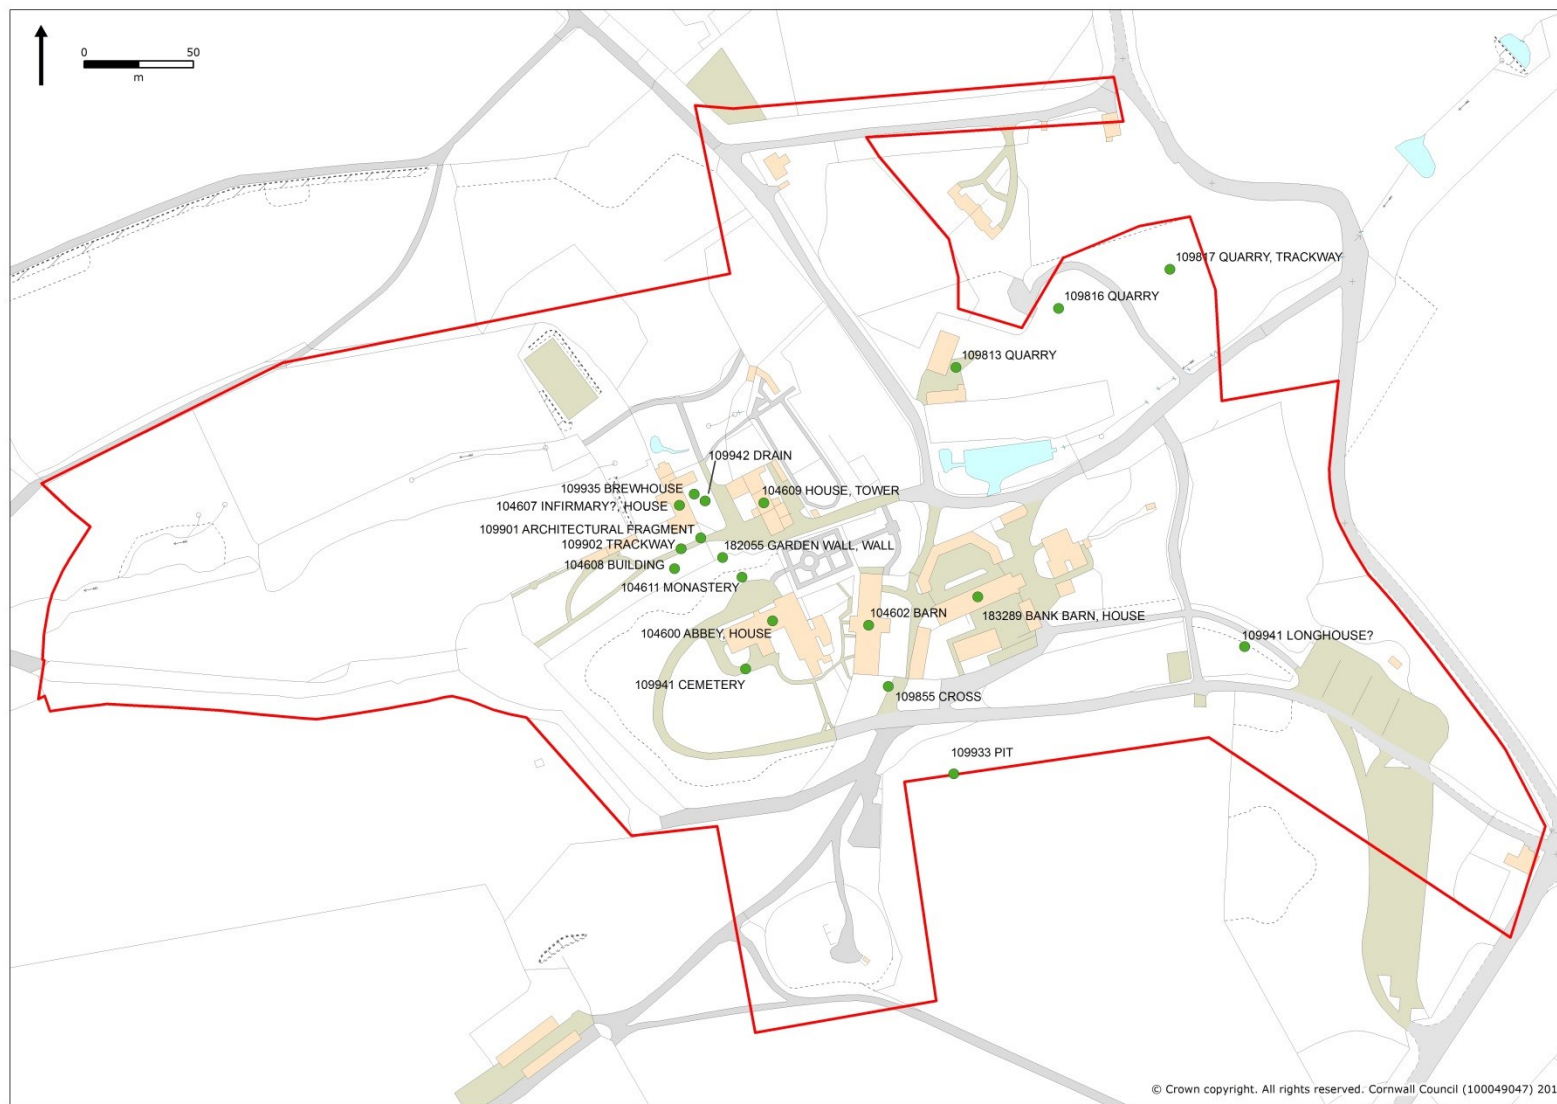 0 50
m
109817 QUARRY, TRACKWAY
109816 QUARRY
109813 QUARRY
109942 DRAIN
109935 BREWHOUSE
104607 INFIRMARY?, HOUSE
104609 HOUSE, TOWER
109901 ARCHITECTURAL FRAGMENT
109902 TRACKWAY
182055 GARDEN WALL, WALL
104608 BUILDING
104611 MONASTERY
104600 ABBEY, HOUSE
104602 BARN
183289 BANK BARN, HOUSE
109941 LONGHOUSE?
109941 CEMETERY
109855 CROSS
109933 PIT
© Crown copyright. All rights reserved. Cornwall Council (100049047) 201